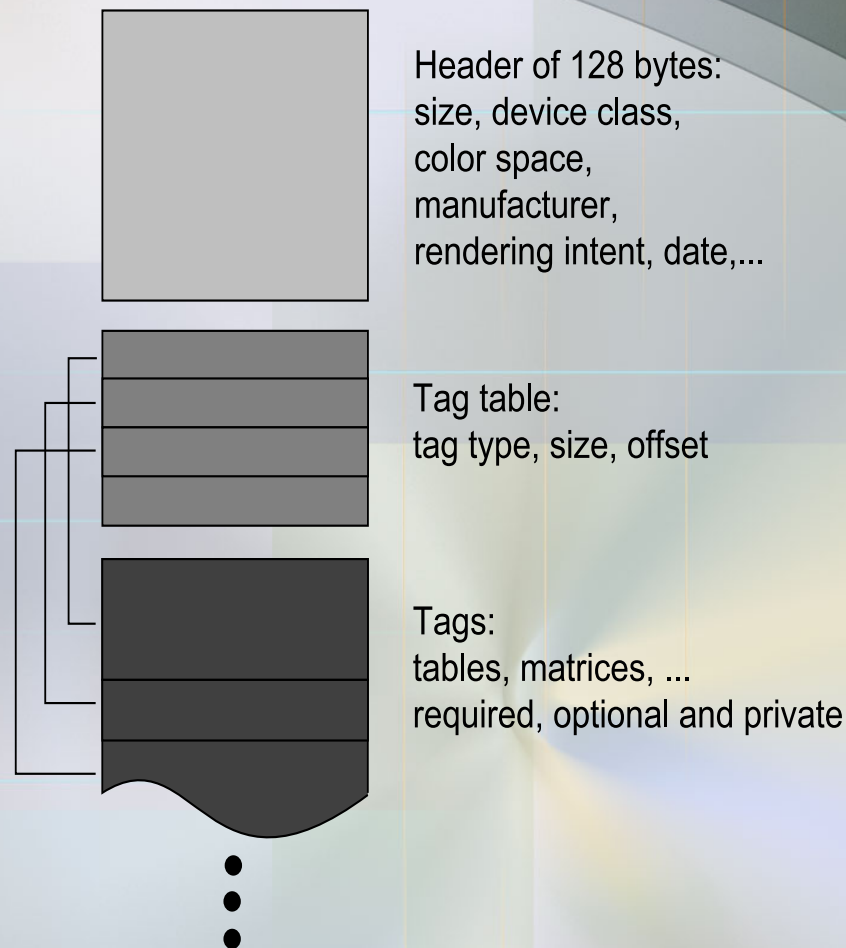 Header of 128 bytes:
size, device class,
color space,
manufacturer,
rendering intent, date,...
Tag table:
tag type, size, offset
Tags:
tables, matrices, ...
required, optional and private